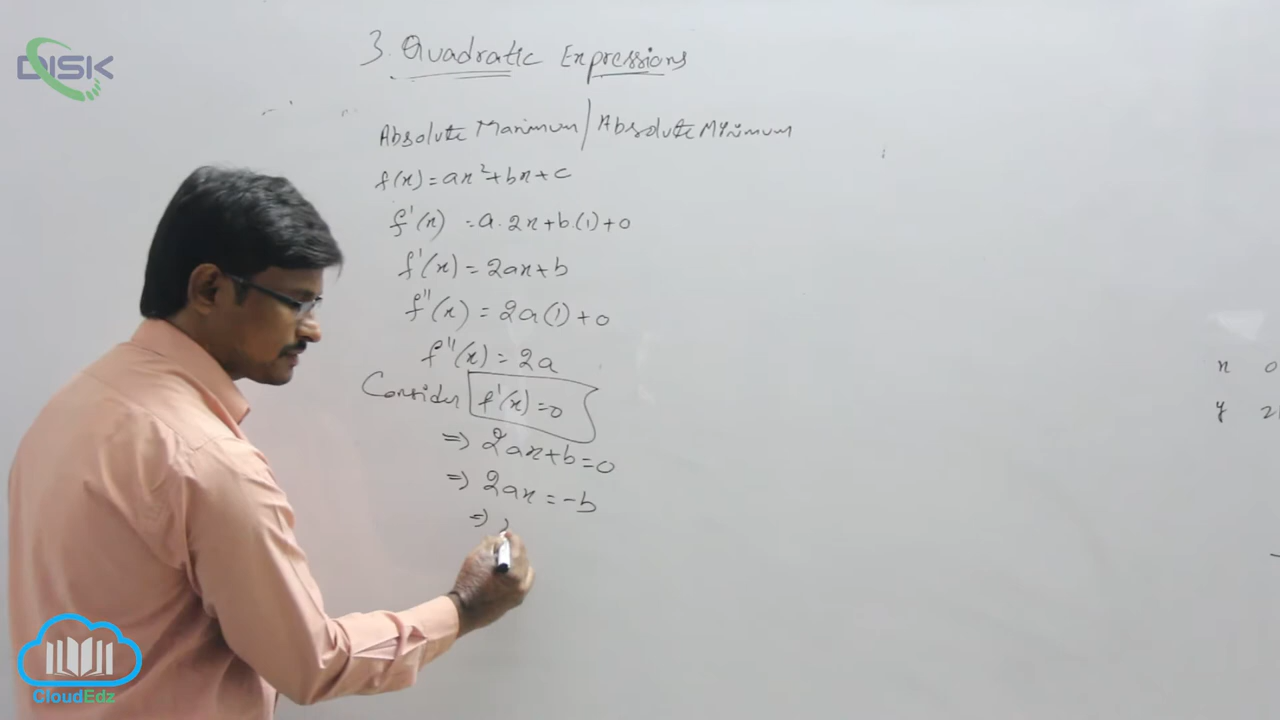 DISK
3. Quadratic Expressions
Absolute Maximum / Absolute Minimum
f(x) = ax² + bx + c
f'(x) = a.2x + b.(1) + 0
f'(x) = 2ax + b
f''(x) = 2a(1) + 0
f''(x) = 2a
Consider f'(x) = 0
⇒ 2ax + b = 0
⇒ 2ax = -b
⇒
x 0
y
CloudEdz